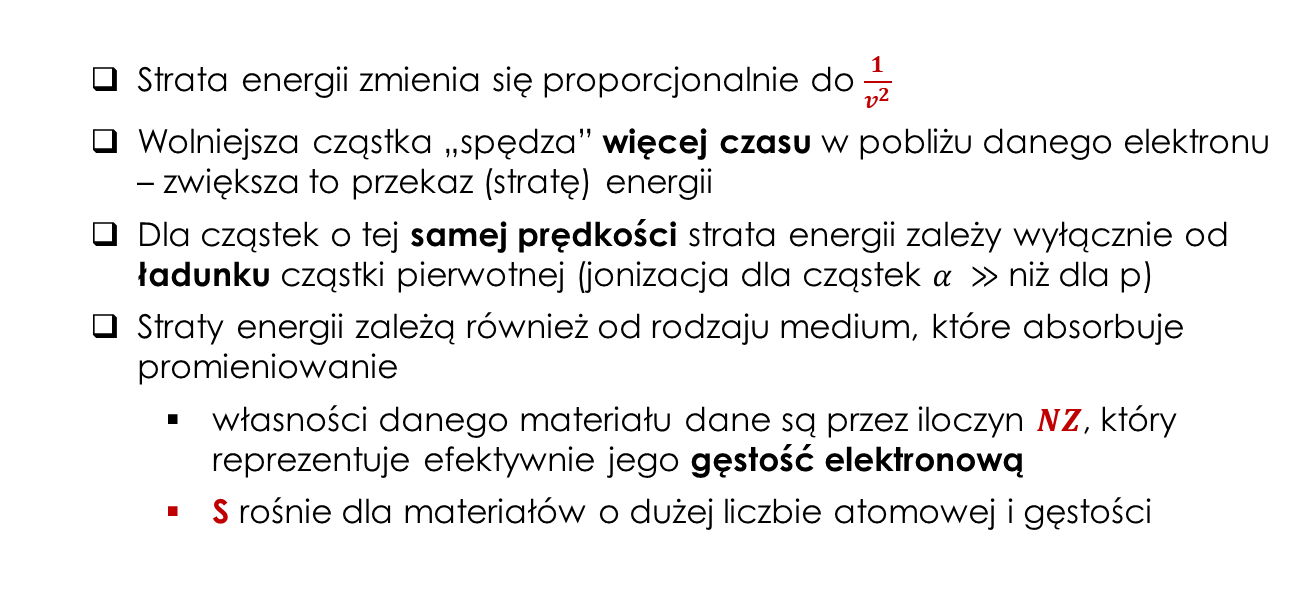 ❑ Strata energii zmienia się proporcjonalnie do 1/v²
❑ Wolniejsza cząstka „spędza” więcej czasu w pobliżu danego elektronu
– zwiększa to przekaz (stratę) energii
❑ Dla cząstek o tej samej prędkości strata energii zależy wyłącznie od
ładunku cząstki pierwotnej (jonizacja dla cząstek α ≫ niż dla p)
❑ Straty energii zależą również od rodzaju medium, które absorbuje
promieniowanie
▪ własności danego materiału dane są przez iloczyn NZ, który
reprezentuje efektywnie jego gęstość elektronową
▪ S rośnie dla materiałów o dużej liczbie atomowej i gęstości